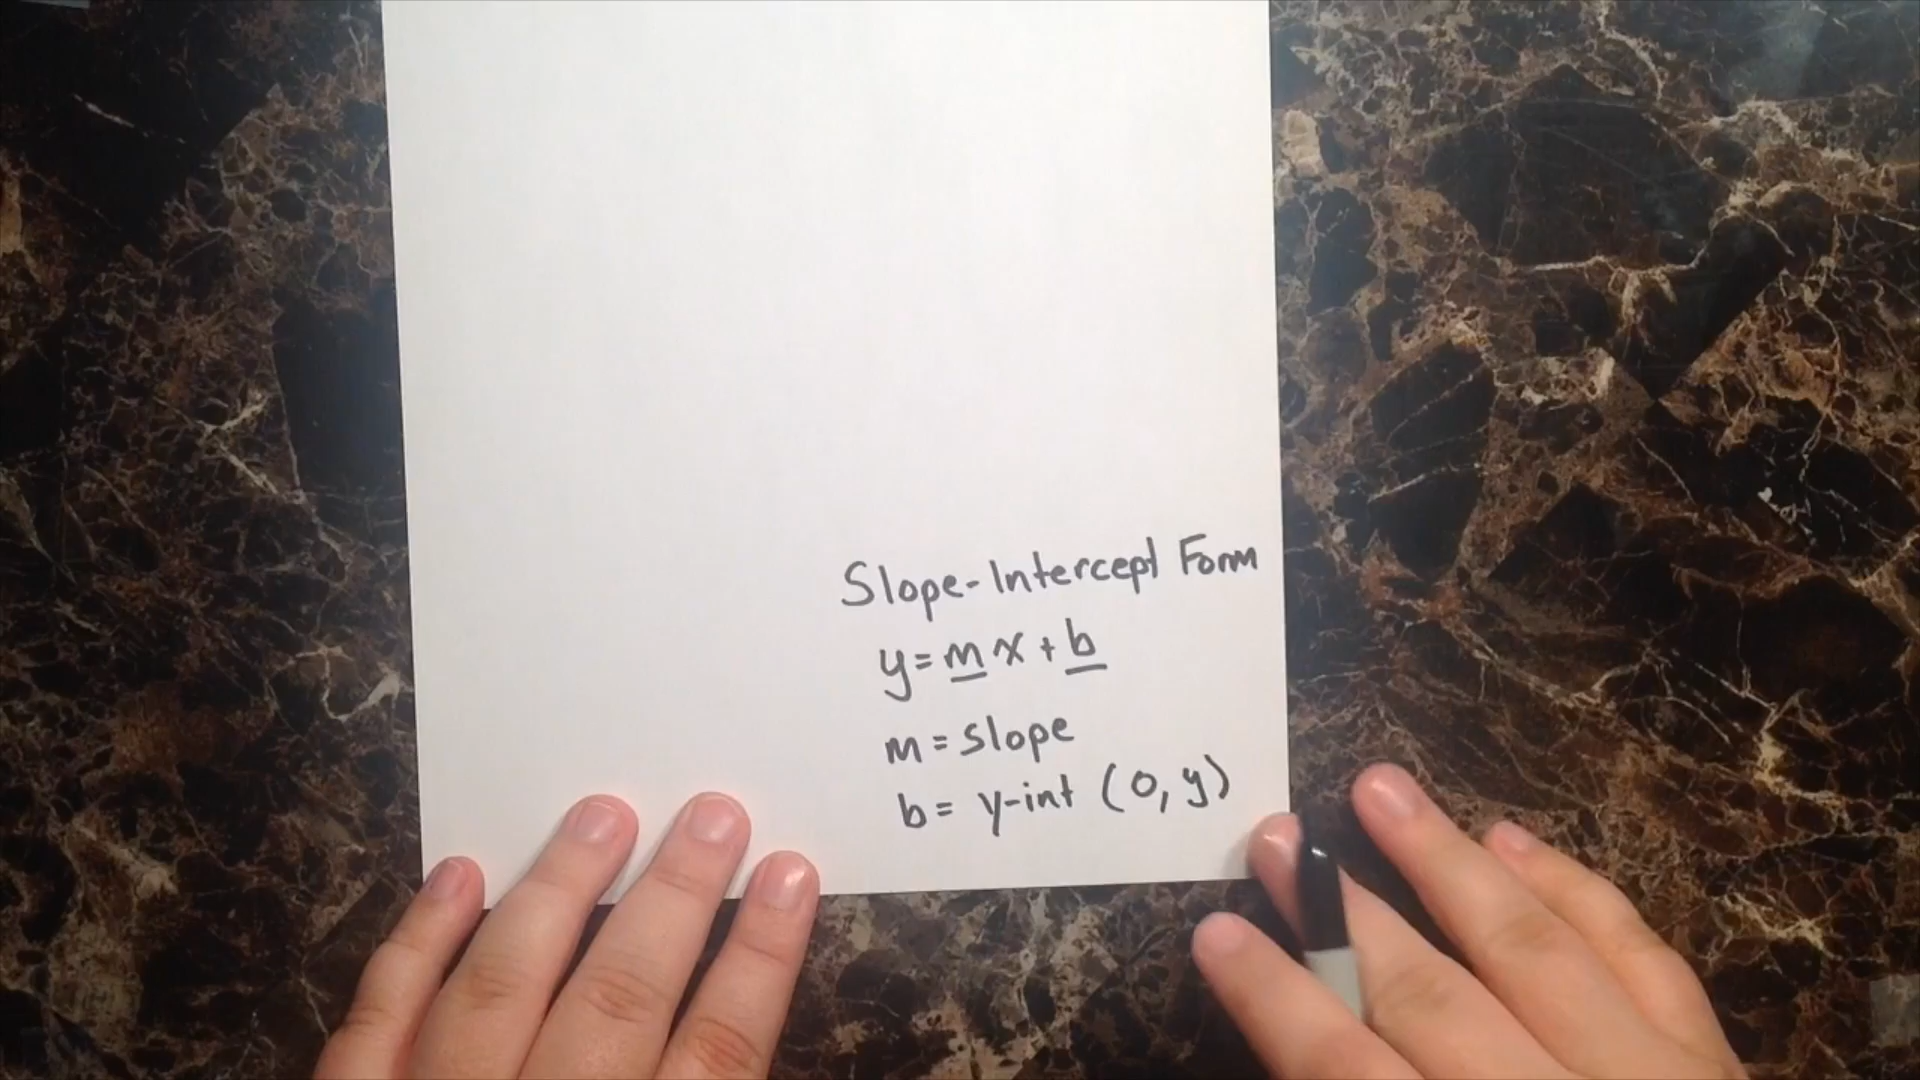 Slope-Intercept Form
y = mx + b
m = slope
b = y-int (0, y)